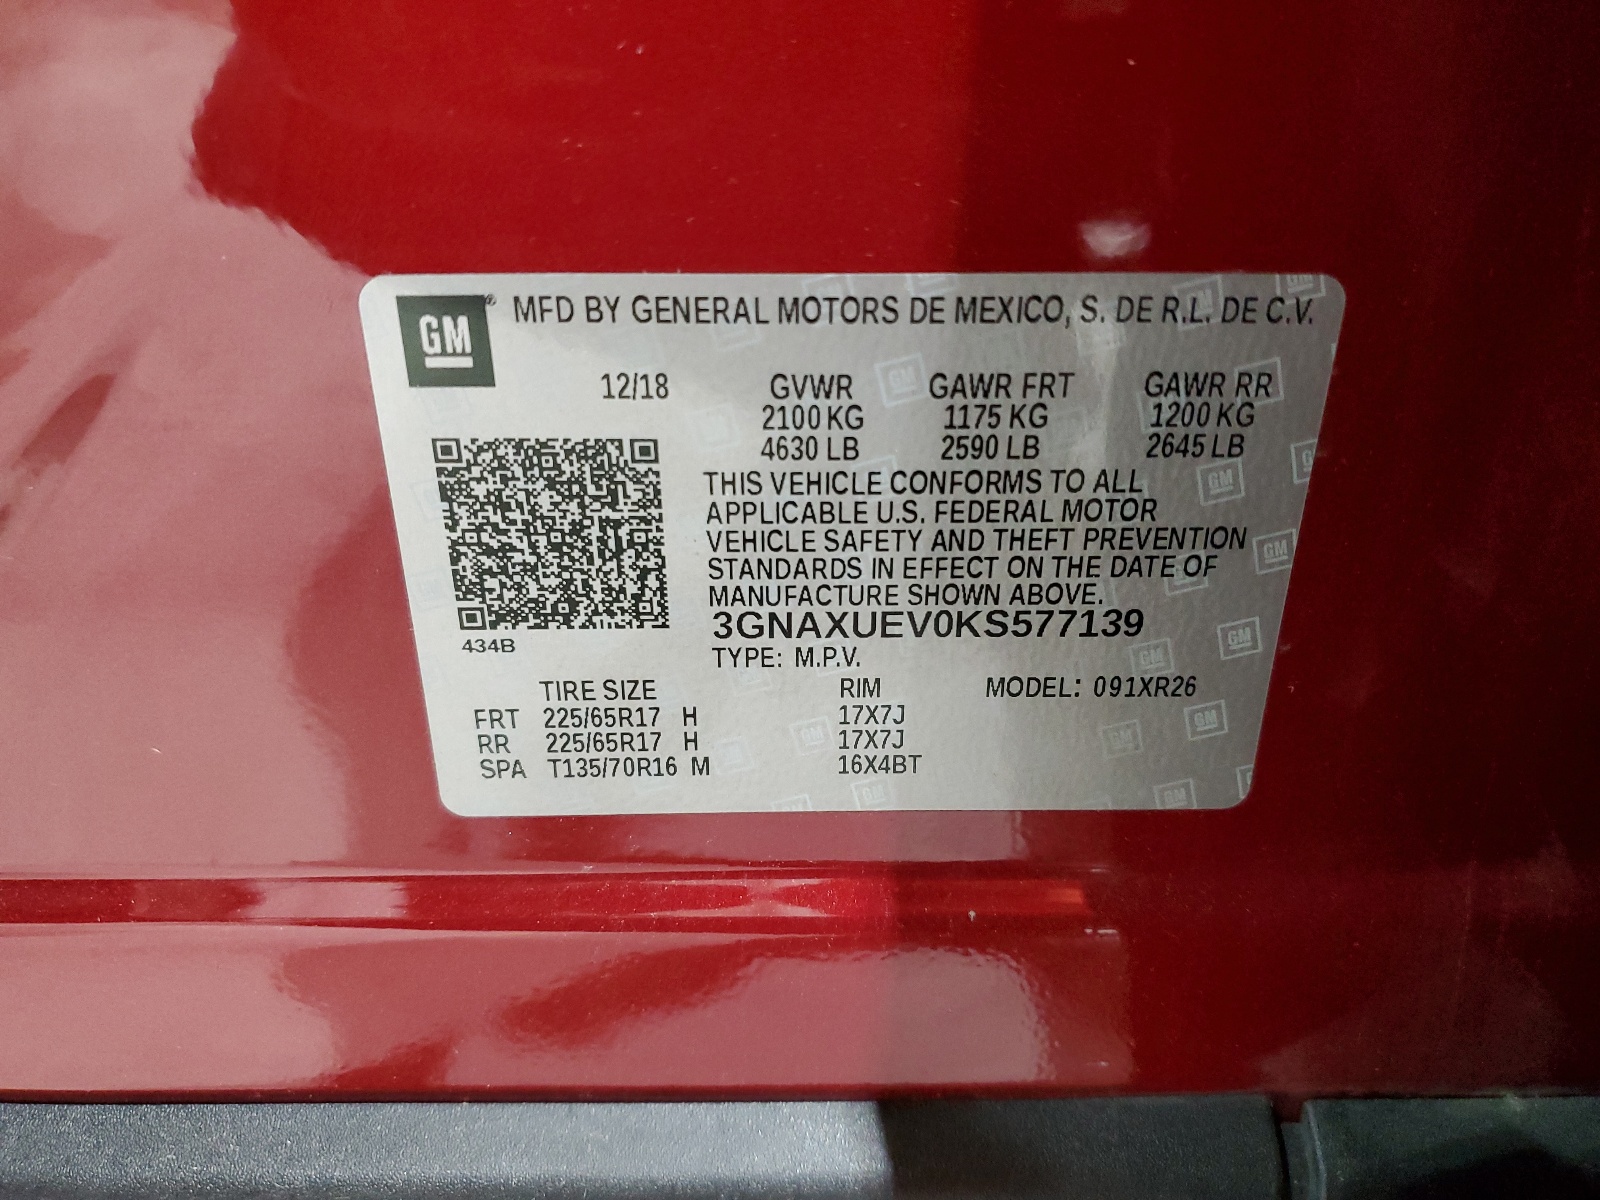 GM® MFD BY GENERAL MOTORS DE MEXICO, S. DE R.L. DE C.V.
12/18 GVWR GAWR FRT GAWR RR
2100 KG 1175 KG 1200 KG
4630 LB 2590 LB 2645 LB
THIS VEHICLE CONFORMS TO ALL
APPLICABLE U.S. FEDERAL MOTOR
VEHICLE SAFETY AND THEFT PREVENTION
STANDARDS IN EFFECT ON THE DATE OF
MANUFACTURE SHOWN ABOVE.
3GNAXUEV0KS577139
434B
TYPE: M.P.V.
TIRE SIZE RIM MODEL: 091XR26
FRT 225/65R17 H 17X7J
RR 225/65R17 H 17X7J
SPA T135/70R16 M 16X4BT